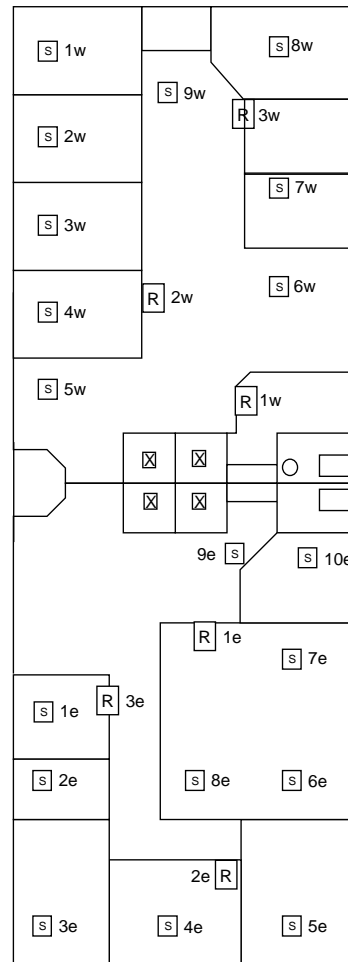 S 1w
S 8w
S 9w
R 3w
S 2w
S 7w
S 3w
S 6w
R 2w
S 4w
S 5w
R 1w
X X
X X
9e S
S 10e
R 1e
S 7e
R 3e
S 1e
S 2e
S 8e
S 6e
2e R
S 3e
S 4e
S 5e